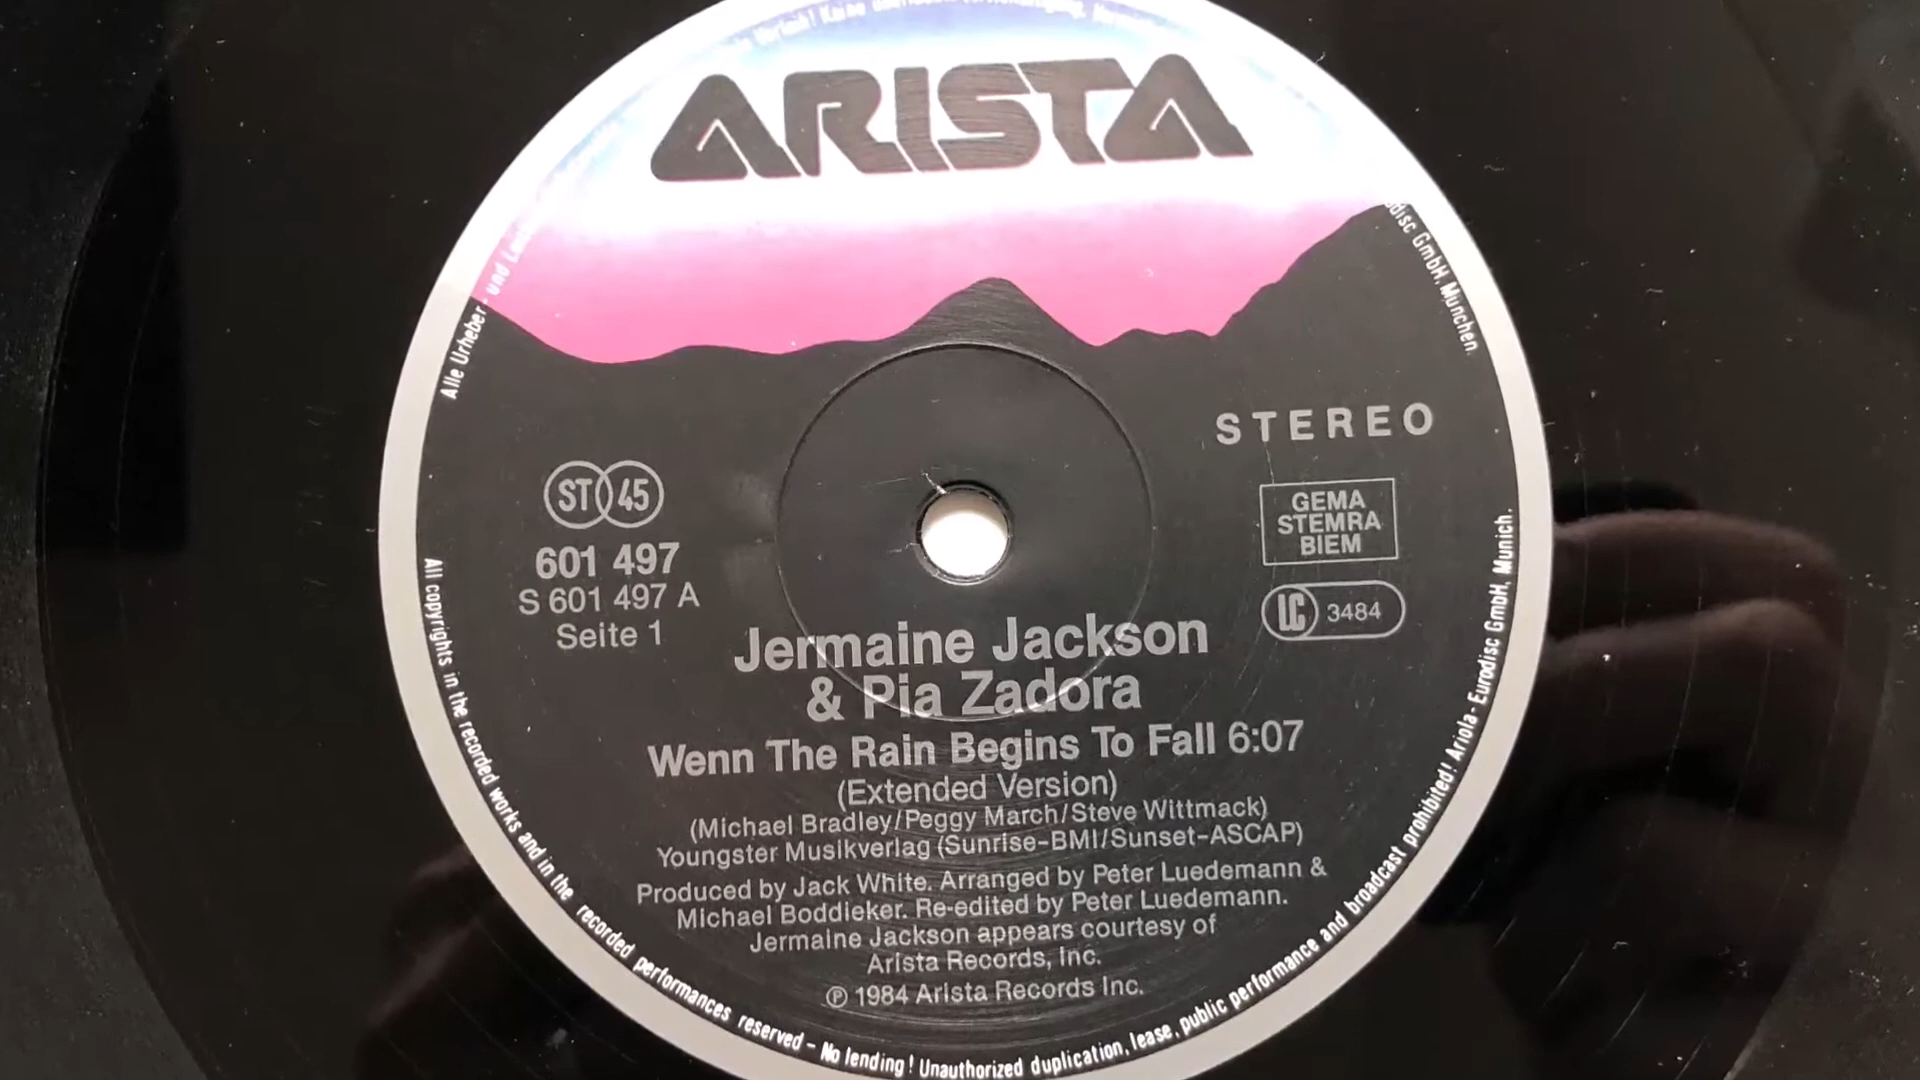 ARISTA
Alle Urheber- und
GmbH, München.
STEREO
ST 45
601 497
S 601 497 A
Seite 1
GEMA
STEMRA
BIEM
LC 3484
Jermaine Jackson
& Pia Zadora
Wenn The Rain Begins To Fall 6:07
(Extended Version)
(Michael Bradley/Peggy March/Steve Wittmack)
Youngster Musikverlag (Sunrise-BMI/Sunset-ASCAP)
Produced by Jack White. Arranged by Peter Luedemann &
Michael Boddieker. Re-edited by Peter Luedemann.
Jermaine Jackson appears courtesy of
Arista Records, Inc.
℗ 1984 Arista Records Inc.
All copyrights in the recorded works and in the recorded performances reserved - No lending! Unauthorized duplication, lease, public performance and broadcast prohibited! Ariola-Eurodisc GmbH, Munich.